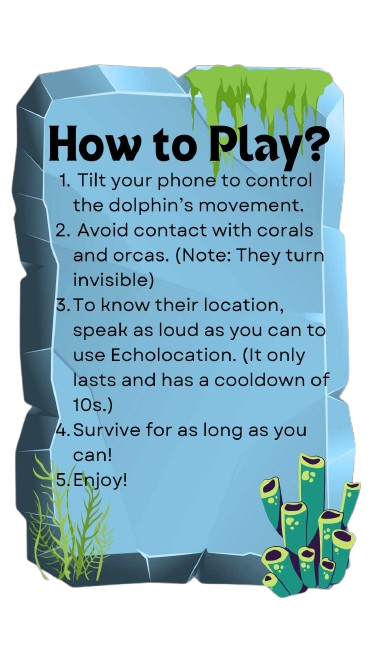 How to Play?
1. Tilt your phone to control
the dolphin's movement.
2. Avoid contact with corals
and orcas. (Note: They turn
invisible)
3. To know their location,
speak as loud as you can to
use Echolocation. (It only
lasts and has a cooldown of
10s.)
4. Survive for as long as you
can!
5. Enjoy!